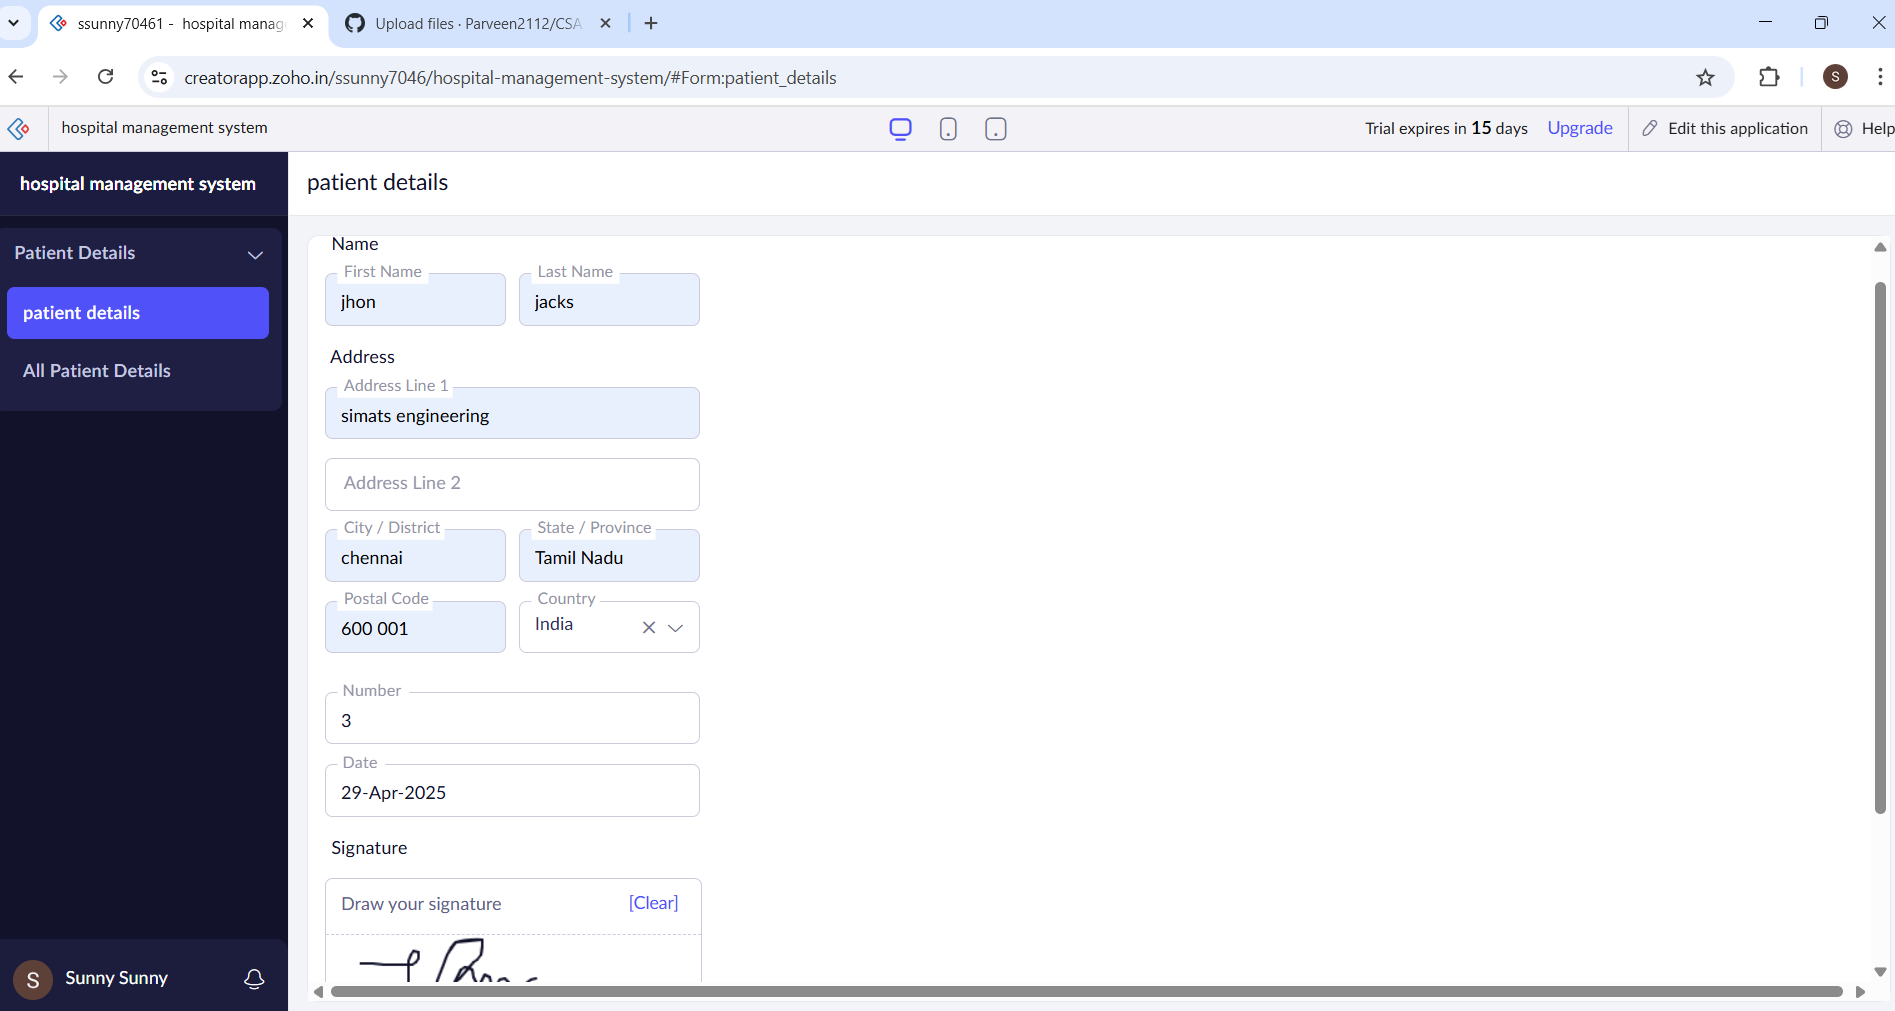 ssunny70461 - hospital manag
Upload files · Parveen2112/CSA
creatorapp.zoho.in/ssunny7046/hospital-management-system/#Form:patient_details
S
hospital management system
Trial expires in 15 days
Upgrade
Edit this application
Help
hospital management system
patient details
Patient Details
patient details
All Patient Details
Name
First Name
Last Name
jhon
jacks
Address
Address Line 1
simats engineering
Address Line 2
City / District
State / Province
chennai
Tamil Nadu
Postal Code
Country
600 001
India
Number
3
Date
29-Apr-2025
Signature
Draw your signature
[Clear]
S
Sunny Sunny